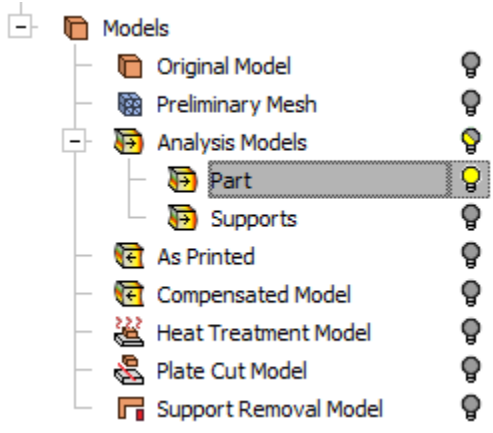 Models
Original Model
Preliminary Mesh
Analysis Models
Part
Supports
As Printed
Compensated Model
Heat Treatment Model
Plate Cut Model
Support Removal Model